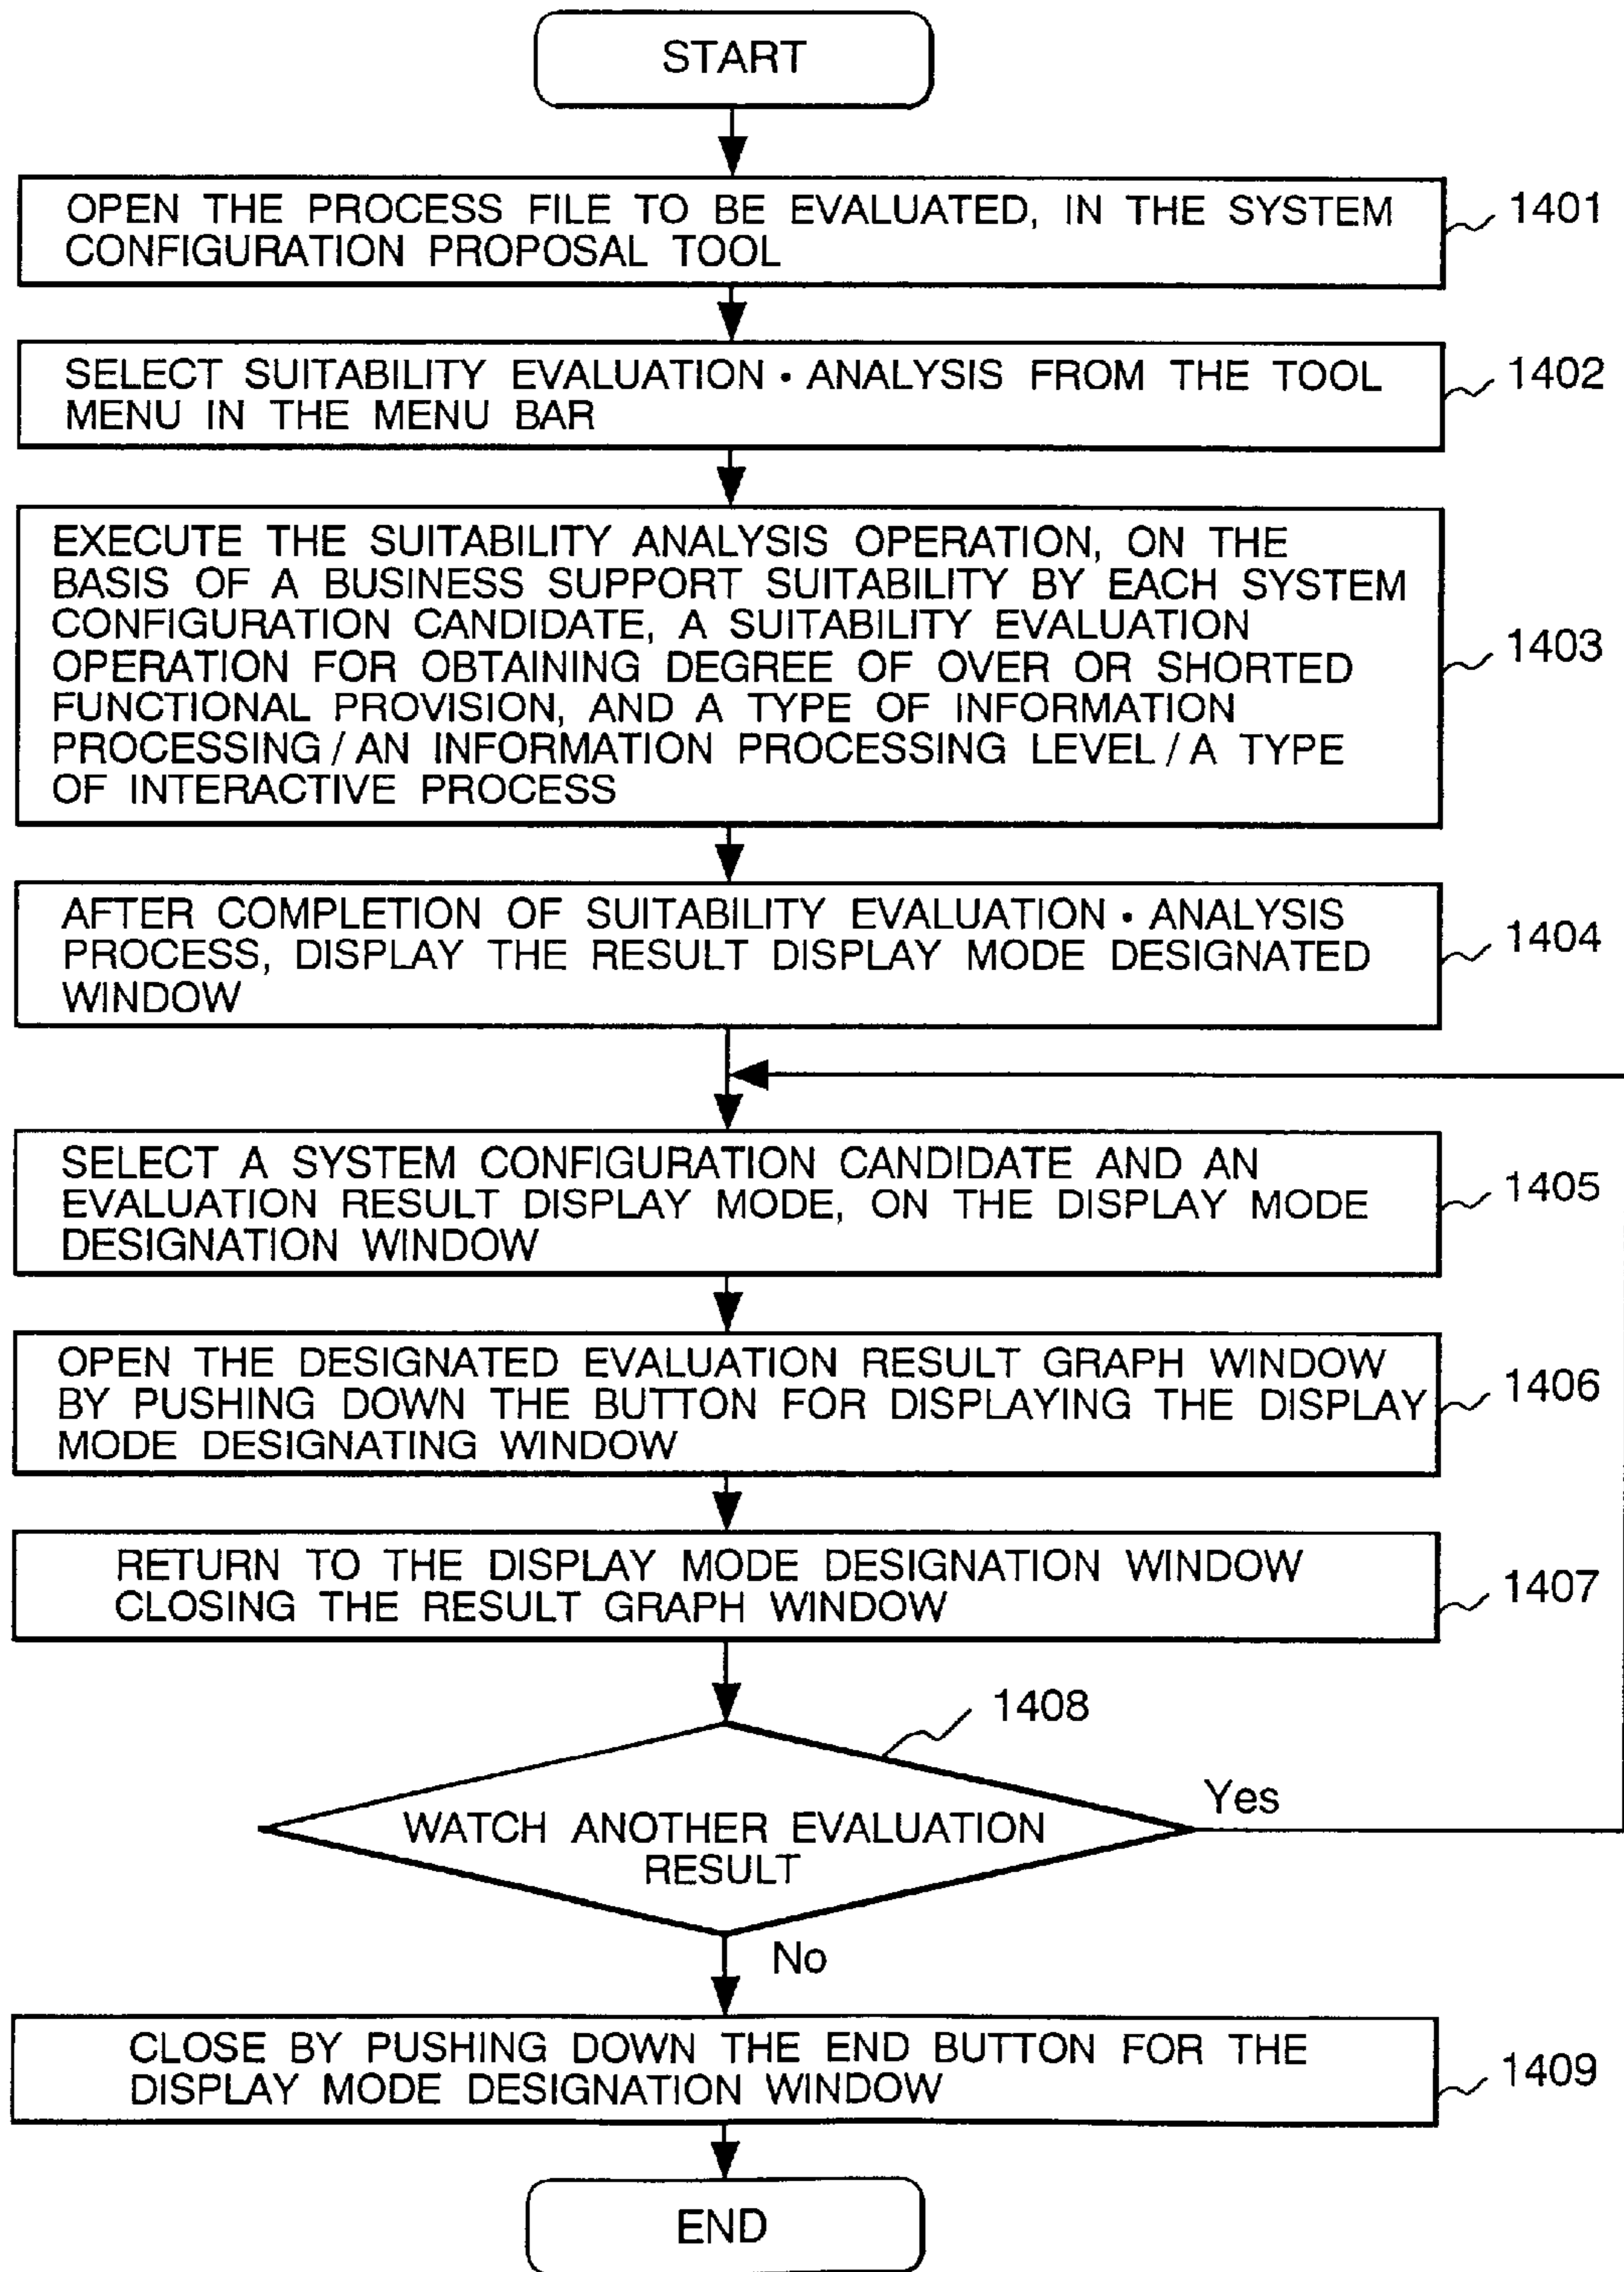 START
OPEN THE PROCESS FILE TO BE EVALUATED, IN THE SYSTEM
CONFIGURATION PROPOSAL TOOL
1401
SELECT SUITABILITY EVALUATION・ANALYSIS FROM THE TOOL
MENU IN THE MENU BAR
1402
EXECUTE THE SUITABILITY ANALYSIS OPERATION, ON THE
BASIS OF A BUSINESS SUPPORT SUITABILITY BY EACH SYSTEM
CONFIGURATION CANDIDATE, A SUITABILITY EVALUATION
OPERATION FOR OBTAINING DEGREE OF OVER OR SHORTED
FUNCTIONAL PROVISION, AND A TYPE OF INFORMATION
PROCESSING/AN INFORMATION PROCESSING LEVEL/A TYPE
OF INTERACTIVE PROCESS
1403
AFTER COMPLETION OF SUITABILITY EVALUATION・ANALYSIS
PROCESS, DISPLAY THE RESULT DISPLAY MODE DESIGNATED
WINDOW
1404
SELECT A SYSTEM CONFIGURATION CANDIDATE AND AN
EVALUATION RESULT DISPLAY MODE, ON THE DISPLAY MODE
DESIGNATION WINDOW
1405
OPEN THE DESIGNATED EVALUATION RESULT GRAPH WINDOW
BY PUSHING DOWN THE BUTTON FOR DISPLAYING THE DISPLAY
MODE DESIGNATING WINDOW
1406
RETURN TO THE DISPLAY MODE DESIGNATION WINDOW
CLOSING THE RESULT GRAPH WINDOW
1407
1408
WATCH ANOTHER EVALUATION
RESULT
Yes
No
CLOSE BY PUSHING DOWN THE END BUTTON FOR THE
DISPLAY MODE DESIGNATION WINDOW
1409
END